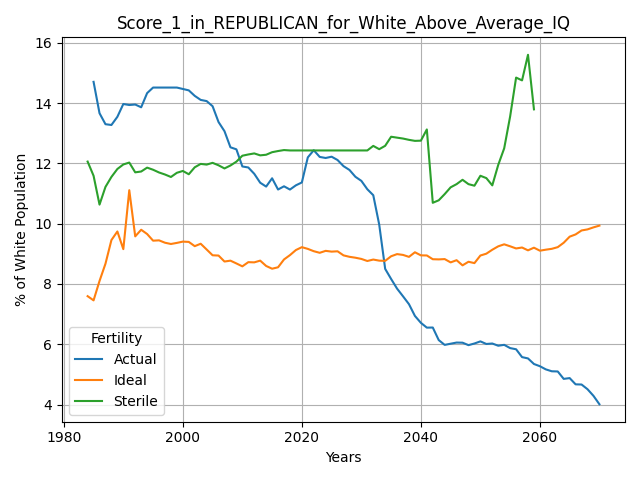 Score_1_in_REPUBLICAN_for_White_Above_Average_IQ
% of White Population
16
14
12
10
8
6
4
Fertility
Actual
Ideal
Sterile
1980 2000 2020 2040 2060
Years